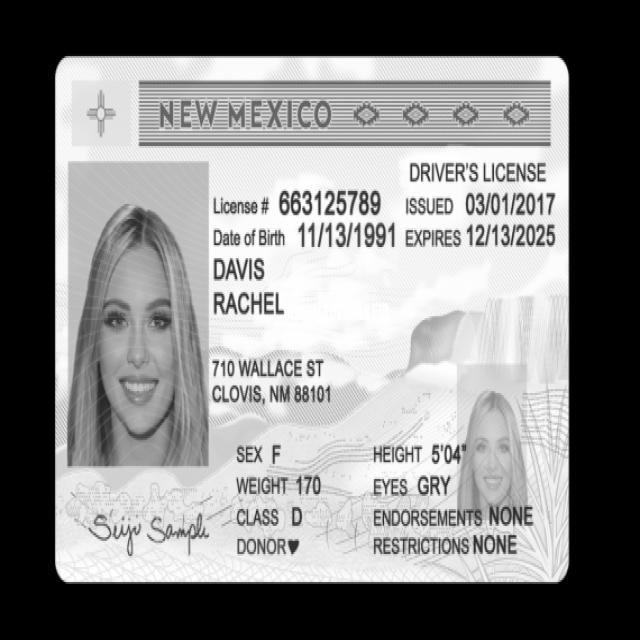 NEW MEXICO
DRIVER'S LICENSE
License # 663125789 ISSUED 03/01/2017
Date of Birth 11/13/1991 EXPIRES 12/13/2025
DAVIS
RACHEL
710 WALLACE ST
CLOVIS, NM 88101
SEX F HEIGHT 5'04"
WEIGHT 170 EYES GRY
CLASS D ENDORSEMENTS NONE
DONOR♥ RESTRICTIONS NONE
Seijv Sample